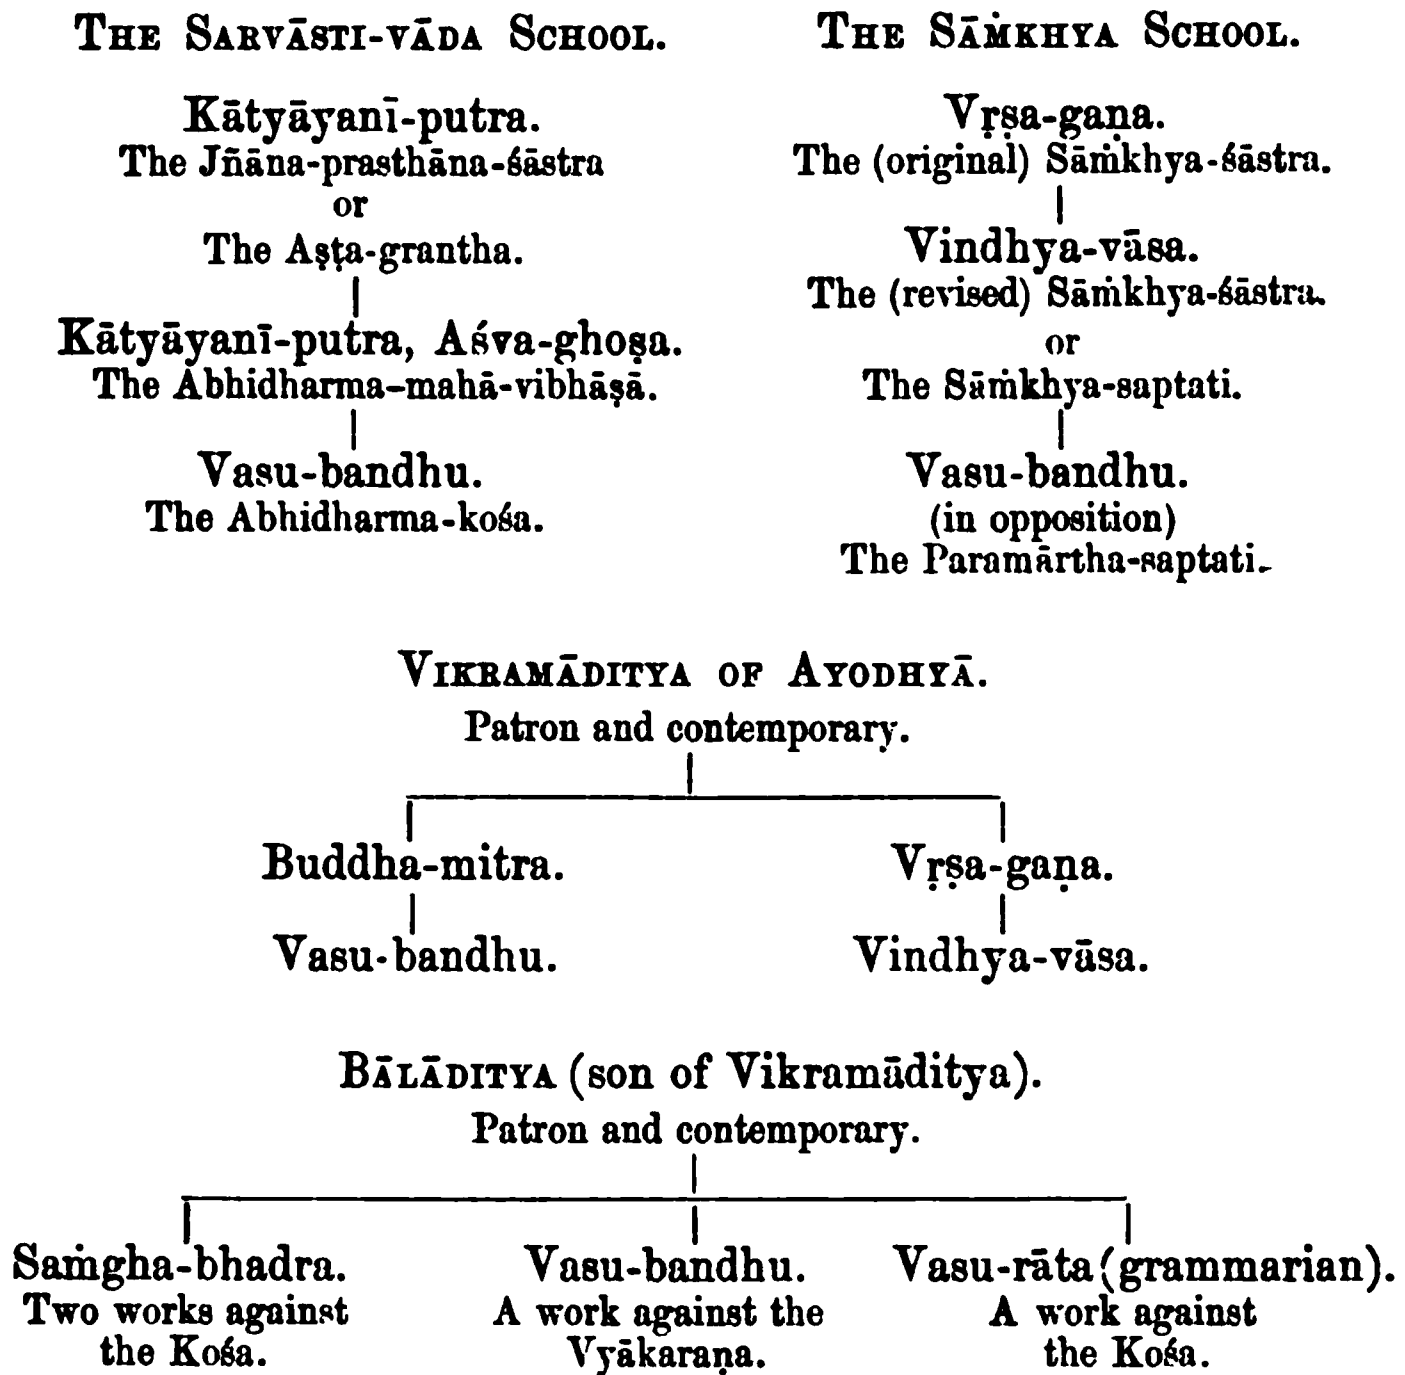 THE SARVĀSTI-VĀDA SCHOOL.
Kātyāyanī-putra.
The Jñāna-prasthāna-śāstra
or
The Aṣṭa-grantha.
Kātyāyanī-putra, Aśva-ghoṣa.
The Abhidharma-mahā-vibhāṣā.
Vasu-bandhu.
The Abhidharma-kośa.
THE SĀṀKHYA SCHOOL.
Vṛṣa-gaṇa.
The (original) Sāṁkhya-śāstra.
Vindhya-vāsa.
The (revised) Sāṁkhya-śāstra.
or
The Sāṁkhya-saptati.
Vasu-bandhu.
(in opposition)
The Paramārtha-saptati.
VIKRAMĀDITYA OF AYODHYĀ.
Patron and contemporary.
Buddha-mitra.
Vṛṣa-gaṇa.
Vasu-bandhu.
Vindhya-vāsa.
BĀLĀDITYA (son of Vikramāditya).
Patron and contemporary.
Saṁgha-bhadra.
Two works against
the Kośa.
Vasu-bandhu.
A work against the
Vyākaraṇa.
Vasu-rāta (grammarian).
A work against
the Kośa.